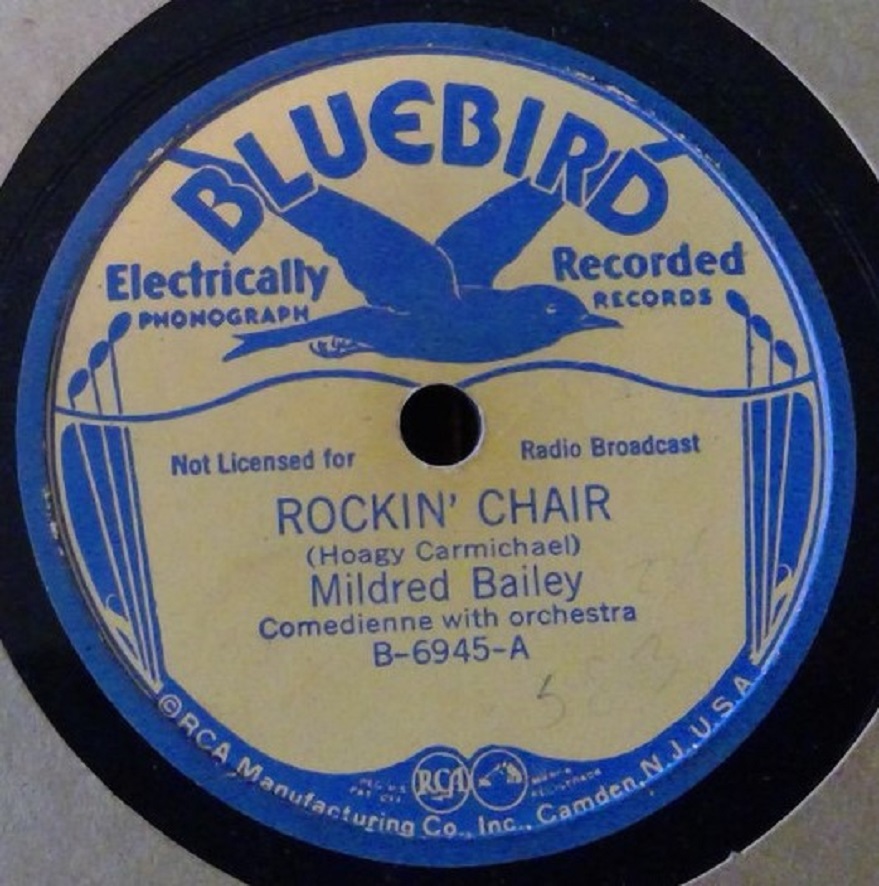 BLUEBIRD
Electrically Recorded
PHONOGRAPH RECORDS
Not Licensed for Radio Broadcast
ROCKIN' CHAIR
(Hoagy Carmichael)
Mildred Bailey
Comedienne with orchestra
B-6945-A
RCA
©RCA Manufacturing Co., Inc., Camden, N.J. U.S.A.